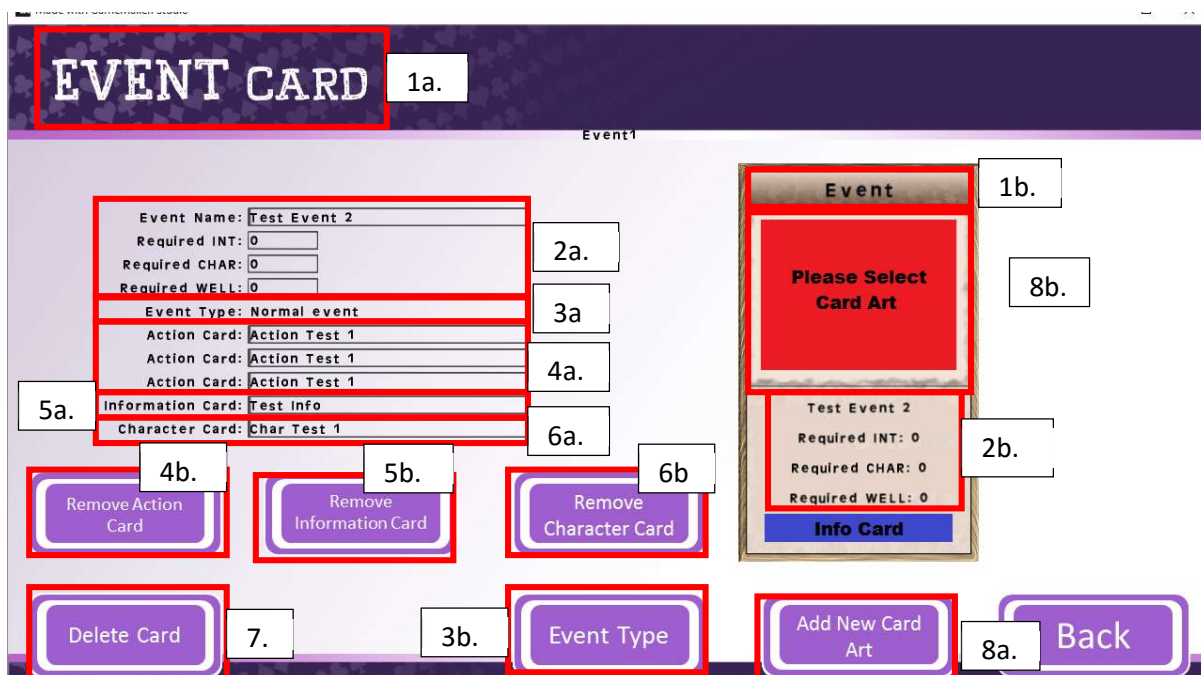 Made with GameMaker Studio
EVENT CARD
1a.
Event1
Event
1b.
Event Name: Test Event 2
Required INT: 0
Required CHAR: 0
Required WELL: 0
2a.
Event Type: Normal event
3a
Action Card: Action Test 1
Action Card: Action Test 1
Action Card: Action Test 1
4a.
5a.
Information Card: Test Info
Character Card: Char Test 1
6a.
Please Select
Card Art
8b.
Test Event 2
Required INT: 0
Required CHAR: 0
Required WELL: 0
2b.
Info Card
4b.
Remove Action
Card
5b.
Remove
Information Card
6b
Remove
Character Card
Delete Card
7.
3b.
Event Type
Add New Card
Art
8a.
Back